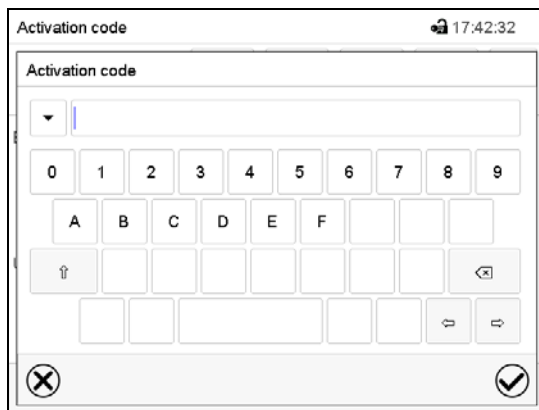 Activation code 17:42:32
Activation code
0 1 2 3 4 5 6 7 8 9
A B C D E F